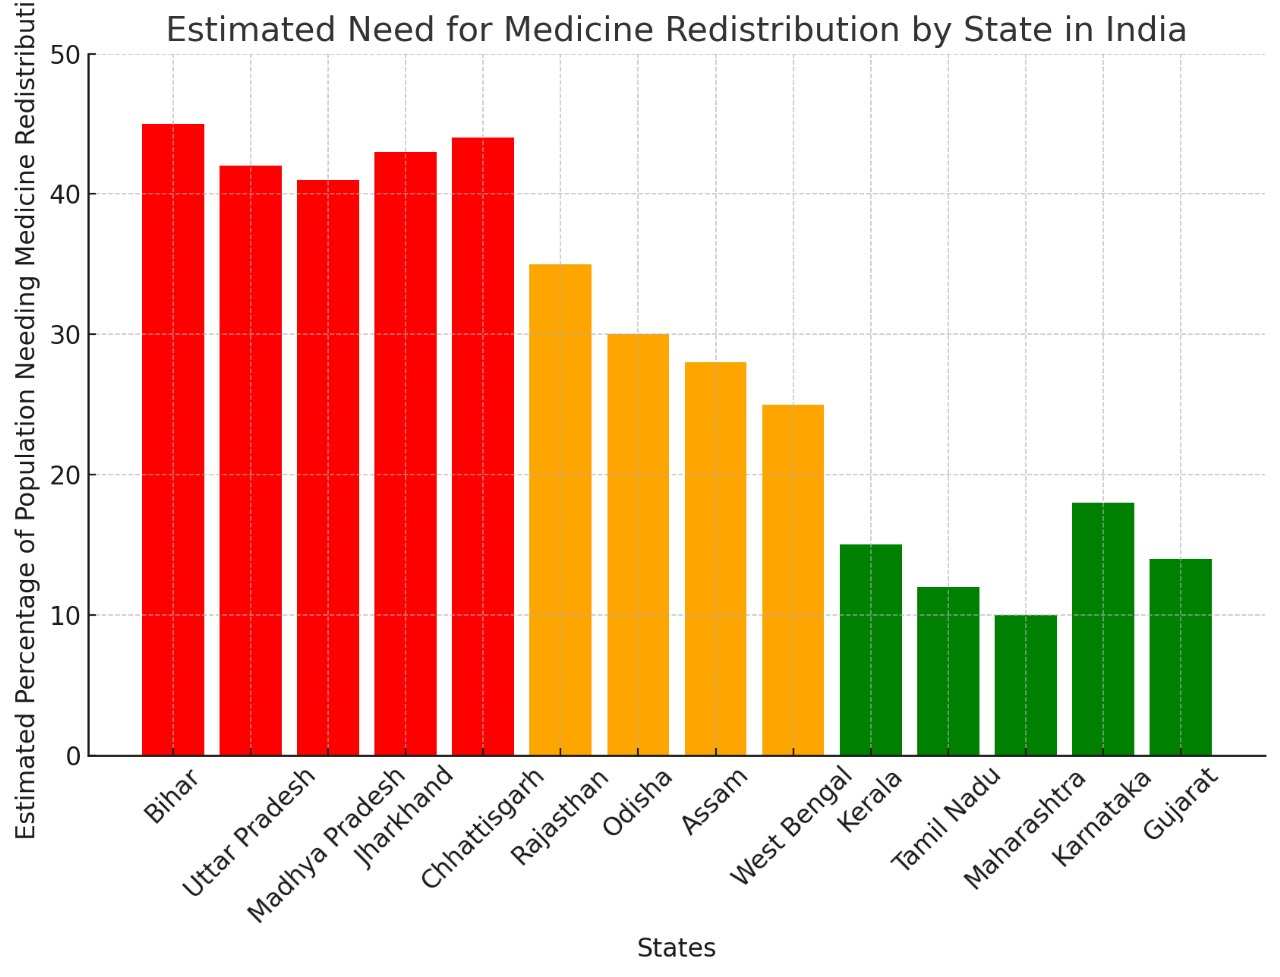 Estimated Need for Medicine Redistribution by State in India
Estimated Percentage of Population Needing Medicine Redistributi
50
40
30
20
10
0
Bihar
Uttar Pradesh
Madhya Pradesh
Jharkhand
Chhattisgarh
Rajasthan
Odisha
Assam
West Bengal
Kerala
Tamil Nadu
Maharashtra
Karnataka
Gujarat
States